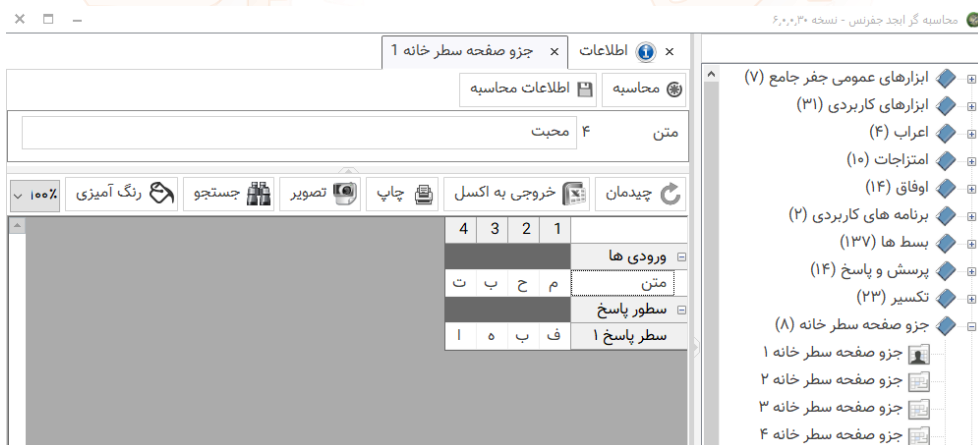 محاسبه گر ابجد جفرنس - نسخه ۶,۰,۰,۳۰
اطلاعات
جزو صفحه سطر خانه 1
محاسبه
اطلاعات محاسبه
متن ۴ محبت
چیدمان
خروجی به اکسل
چاپ
تصویر
جستجو
رنگ آمیزی
۱۰۰٪
1 2 3 4
ورودی ها
متن م ح ب ت
سطور پاسخ
سطر پاسخ ۱ ف ب ه ا
ابزارهای عمومی جفر جامع (۷)
ابزارهای کاربردی (۳۱)
اعراب (۴)
امتزاجات (۱۰)
اوفاق (۱۴)
برنامه های کاربردی (۲)
بسط ها (۱۳۷)
پرسش و پاسخ (۱۴)
تکسیر (۲۳)
جزو صفحه سطر خانه (۸)
جزو صفحه سطر خانه ۱
جزو صفحه سطر خانه ۲
جزو صفحه سطر خانه ۳
جزو صفحه سطر خانه ۴